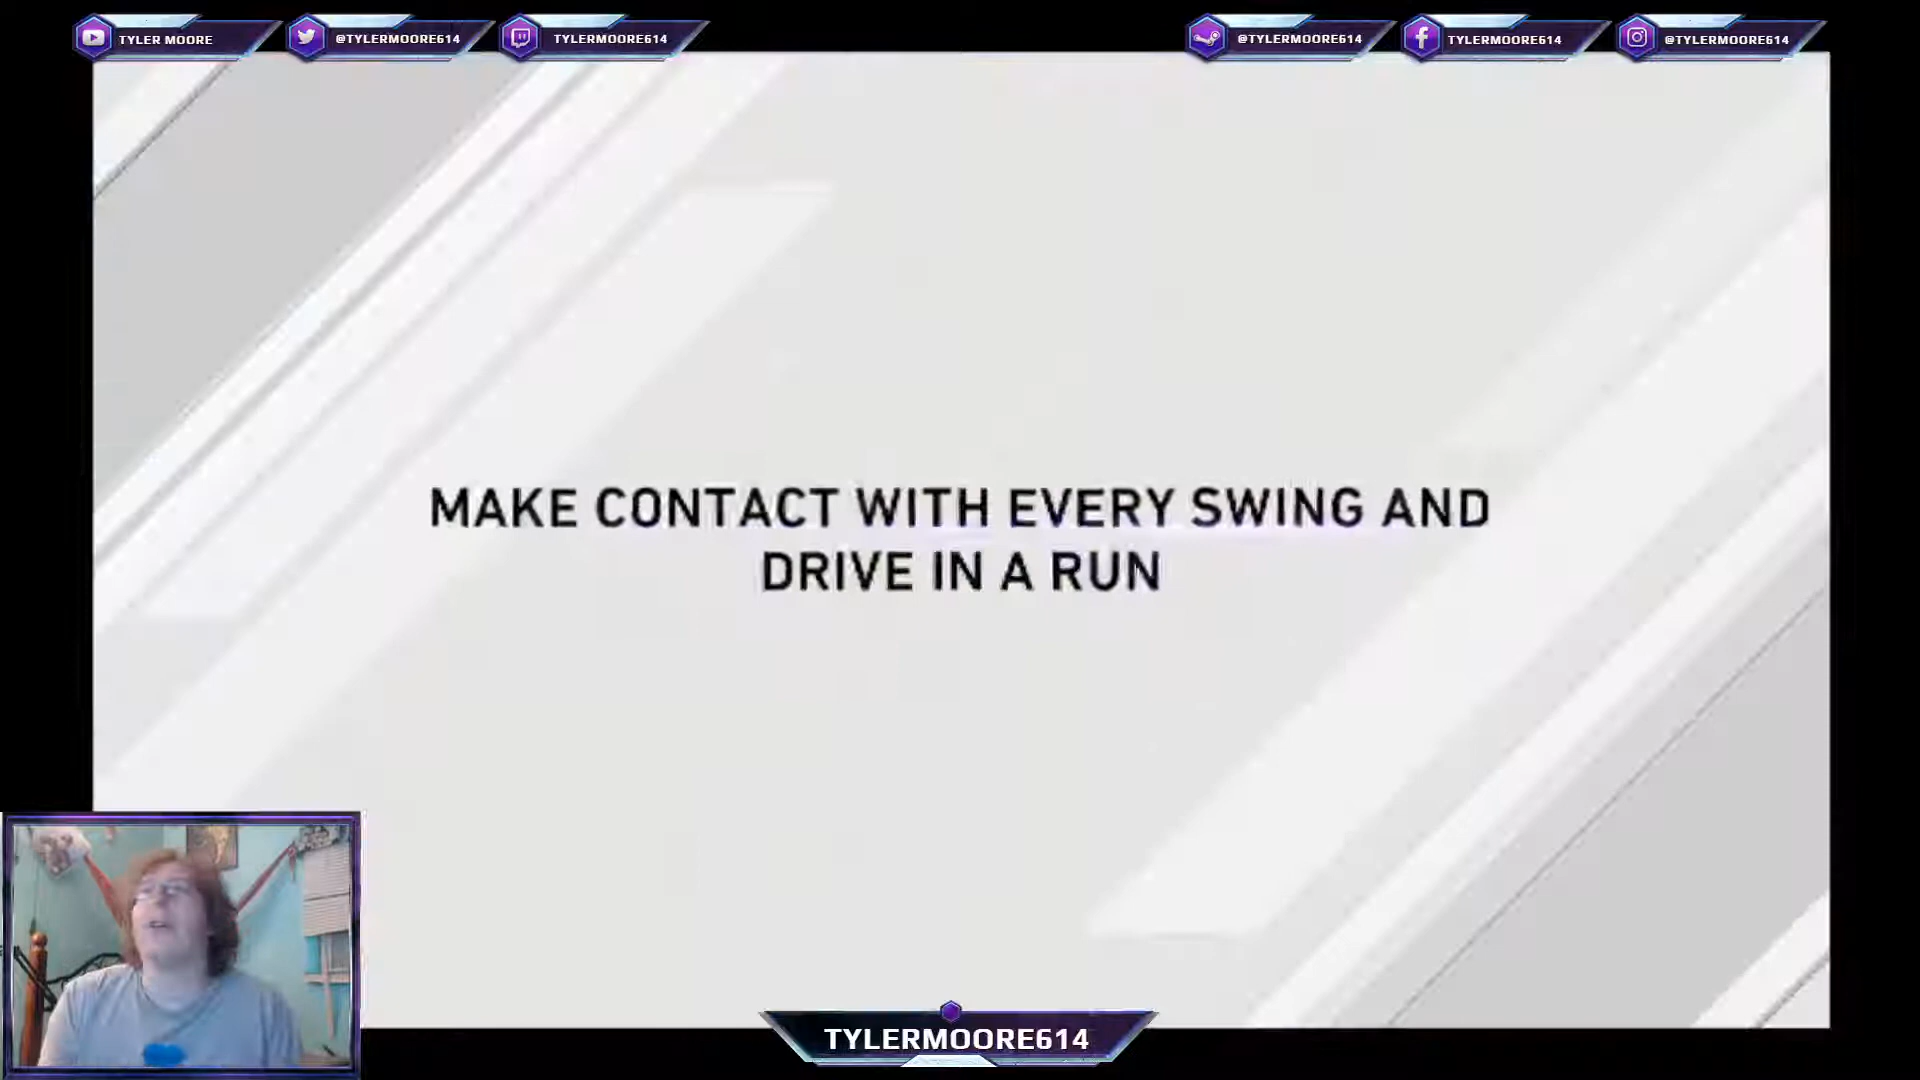 TYLER MOORE
@TYLERMOORE614
TYLERMOORE614
@TYLERMOORE614
TYLERMOORE614
@TYLERMOORE614
MAKE CONTACT WITH EVERY SWING AND
DRIVE IN A RUN
TYLERMOORE614